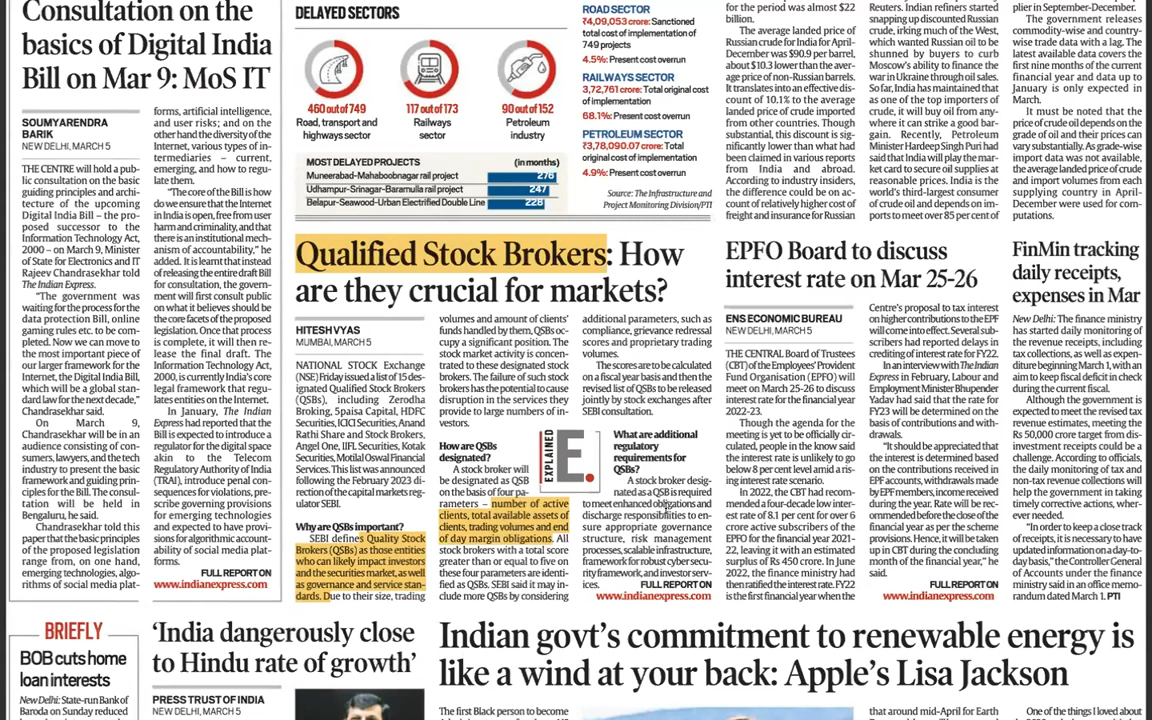 Consultation on the
basics of Digital India
Bill on Mar 9: MoS IT
SOUMYARENDRA
BARIK
NEW DELHI, MARCH 5
THE CENTRE will hold a pub-
lic consultation on the basic
guiding principles and archi-
tecture of the upcoming
Digital India Bill – the pro-
posed successor to the
Information Technology Act,
2000 – on March 9, Minister
of State for Electronics and IT
Rajeev Chandrasekhar told
The Indian Express.
"The government was
waiting for the process for the
data protection Bill, online
gaming rules etc. to be com-
pleted. Now we can move to
the most important piece of
our larger framework for the
Internet, the Digital India Bill,
which will be a global stan-
dard law for the next decade,"
Chandrasekhar said.
On March 9,
Chandrasekhar will be in an
audience consisting of con-
sumers, lawyers, and the tech
industry to present the basic
framework and guiding prin-
ciples for the Bill. The consul-
tation will be held in
Bengaluru, he said.
Chandrasekhar told this
paper that the basic principles
of the proposed legislation
range from, on one hand,
emerging technologies, algo-
rithms of social media plat-
forms, artificial intelligence,
and user risks; and on the
other hand the diversity of the
Internet, various types of in-
termediaries – current,
emerging, and how to regu-
late them.
"The core of the Bill is how
do we ensure that the Internet
in India is open, free from user
harm and criminality, and that
there is an institutional mech-
anism of accountability," he
added. It is learnt that instead
of releasing the entire draft Bill
for consultation, the govern-
ment will first consult public
on what it believes should be
the core facets of the proposed
legislation. Once that process
is complete, it will then re-
lease the final draft. The
Information Technology Act,
2000, is currently India's core
legal framework that regu-
lates entities on the Internet.
In January, The Indian
Express had reported that the
Bill is expected to introduce a
regulator for the digital space
akin to the Telecom
Regulatory Authority of India
(TRAI), introduce penal con-
sequences for violations, pre-
scribe governing provisions
for emerging technologies
and expected to have provi-
sions for algorithmic account-
ability of social media plat-
forms.
FULL REPORT ON
www.indianexpress.com
DELAYED SECTORS
460 out of 749
Road, transport and
highways sector
117 out of 173
Railways
sector
90 out of 152
Petroleum
industry
MOST DELAYED PROJECTS (in months)
Muneerabad-Mahaboobnagar rail project 276
Udhampur-Srinagar-Baramulla rail project 247
Belapur-Seawood-Urban Electrified Double Line 228
ROAD SECTOR
₹4,09,053 crore: Sanctioned
total cost of implementation of
749 projects
4.5%: Present cost overrun
RAILWAYS SECTOR
3,72,761 crore: Total original cost
of implementation
68.1%: Present cost overrun
PETROLEUM SECTOR
₹3,78,090.07 crore: Total
original cost of implementation
4.9%: Present cost overrun
Source: The Infrastructure and
Project Monitoring Division/PTI
for the period was almost $22
billion.
The average landed price of
Russian crude for India for April-
December was $90.9 per barrel,
about $10.3 lower than the aver-
age price of non-Russian barrels.
It translates into an effective dis-
count of 10.1% to the average
landed price of crude imported
from other countries. Though
substantial, this discount is sig-
nificantly lower than what had
been claimed in various reports
from India and abroad.
According to industry insiders,
the difference could be on ac-
count of relatively higher cost of
freight and insurance for Russian
Reuters. Indian refiners started
snapping up discounted Russian
crude, irking much of the West,
which wanted Russian oil to be
shunned by buyers to curb
Moscow's ability to finance the
war in Ukraine through oil sales.
So far, India has maintained that
as one of the top importers of
crude, it will buy oil from any-
where it can strike a good bar-
gain. Recently, Petroleum
Minister Hardeep Singh Puri had
said that India will play the mar-
ket card to secure oil supplies at
reasonable prices. India is the
world's third-largest consumer
of crude oil and depends on im-
ports to meet over 85 per cent of
plier in September-December.
The government releases
commodity-wise and country-
wise trade data with a lag. The
latest available data covers the
first nine months of the current
financial year and data up to
January is only expected in
March.
It must be noted that the
price of crude oil depends on the
grade of oil and their prices can
vary substantially. As grade-wise
import data was not available,
the average landed price of crude
and import volumes from each
supplying country in April-
December were used for com-
putations.
Qualified Stock Brokers: How
are they crucial for markets?
HITESH VYAS
MUMBAI, MARCH 5
NATIONAL STOCK Exchange
(NSE) Friday issued a list of 15 des-
ignated Qualified Stock Brokers
(QSBs), including Zerodha
Broking, 5paisa Capital, HDFC
Securities, ICICI Securities, Anand
Rathi Share and Stock Brokers,
Angel One, IIFL Securities, Kotak
Securities, Motilal Oswal Financial
Services. This list was announced
following the February 2023 di-
rection of the capital markets reg-
ulator SEBI.
Why are QSBs important?
SEBI defines Quality Stock
Brokers (QSBs) as those entities
who can likely impact investors
and the securities market, as well
as governance and service stan-
dards. Due to their size, trading
volumes and amount of clients'
funds handled by them, QSBs oc-
cupy a significant position. The
stock market activity is concen-
trated to these designated stock
brokers. The failure of such stock
brokers has the potential to cause
disruption in the services they
provide to large numbers of in-
vestors.
How are QSBs
designated?
A stock broker will
be designated as QSB
on the basis of four pa-
rameters – number of active
clients, total available assets of
clients, trading volumes and end
of day margin obligations. All
stock brokers with a total score
greater than or equal to five on
these four parameters are identi-
fied as QSBs. SEBI said it may in-
clude more QSBs by considering
EXPLAINED
E.
additional parameters, such as
compliance, grievance redressal
scores and proprietary trading
volumes.
The scores are to be calculated
on a fiscal year basis and then the
revised list of QSBs to be released
jointly by stock exchanges after
SEBI consultation.
What are additional
regulatory
requirements for
QSBs?
A stock broker desig-
nated as a QSB is required
to meet enhanced obligations and
discharge responsibilities to en-
sure appropriate governance
structure, risk management
processes, scalable infrastructure,
framework for robust cyber secu-
rity framework, and investor serv-
ices.
FULL REPORT ON
www.indianexpress.com
EPFO Board to discuss
interest rate on Mar 25-26
ENS ECONOMIC BUREAU
NEW DELHI, MARCH 5
THE CENTRAL Board of Trustees
(CBT) of the Employees' Provident
Fund Organisation (EPFO) will
meet on March 25-26 to discuss
interest rate for the financial year
2022-23.
Though the agenda for the
meeting is yet to be officially cir-
culated, people in the know said
the interest rate is unlikely to go
below 8 per cent level amid a ris-
ing interest rate scenario.
In 2022, the CBT had recom-
mended a four-decade low inter-
est rate of 8.1 per cent for over 6
crore active subscribers of the
EPFO for the financial year 2021-
22, leaving it with an estimated
surplus of Rs 450 crore. In June
2022, the finance ministry had
then ratified the interest rate. FY22
is the first financial year when the
Centre's proposal to tax interest
on higher contributions to the EPF
will come into effect. Several sub-
scribers had reported delays in
crediting of interest rate for FY22.
In an interview with The Indian
Express in February, Labour and
Employment Minister Bhupender
Yadav had said that the rate for
FY23 will be determined on the
basis of contributions and with-
drawals.
"It should be appreciated that
the interest is determined based
on the contributions received in
EPF accounts, withdrawals made
by EPF members, income received
during the year. Rate will be rec-
ommended before the close of the
financial year as per the scheme
provisions. Hence, it will be taken
up in CBT during the concluding
month of the financial year," he
said.
FULL REPORT ON
www.indianexpress.com
FinMin tracking
daily receipts,
expenses in Mar
New Delhi: The finance ministry
has started daily monitoring of
the revenue receipts, including
tax collections, as well as expen-
diture beginning March 1, with an
aim to keep fiscal deficit in check
during the current fiscal.
Although the government is
expected to meet the revised tax
revenue estimates, meeting the
Rs 50,000 crore target from dis-
investment receipts could be a
challenge. According to officials,
the daily monitoring of tax and
non-tax revenue collections will
help the government in taking
timely corrective actions, wher-
ever needed.
"In order to keep a close track
of receipts, it is necessary to have
updated information on a day-to-
day basis," the Controller General
of Accounts under the finance
ministry said in an office memo-
randum dated March 1. PTI
BRIEFLY
BOB cuts home
loan interests
New Delhi: State-run Bank of
Baroda on Sunday reduced
'India dangerously close
to Hindu rate of growth'
PRESS TRUST OF INDIA
NEW DELHI, MARCH 5
Indian govt's commitment to renewable energy is
like a wind at your back: Apple's Lisa Jackson
The first Black person to become
that around mid-April for Earth
One of the things I loved about